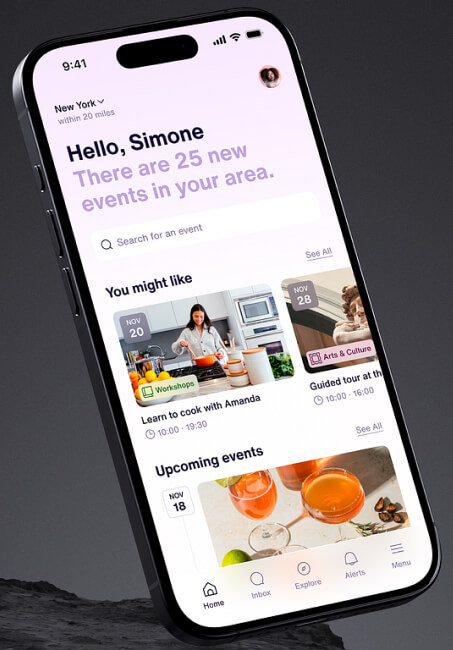 9:41
New York
within 20 miles
Hello, Simone
There are 25 new
events in your area.
Search for an event
See All
You might like
NOV
20
Workshops
Learn to cook with Amanda
10:00 - 19:30
NOV
28
Arts & Culture
Guided tour at th
10:00 - 16:00
See All
Upcoming events
NOV
18
Home
Inbox
Explore
Alerts
Menu